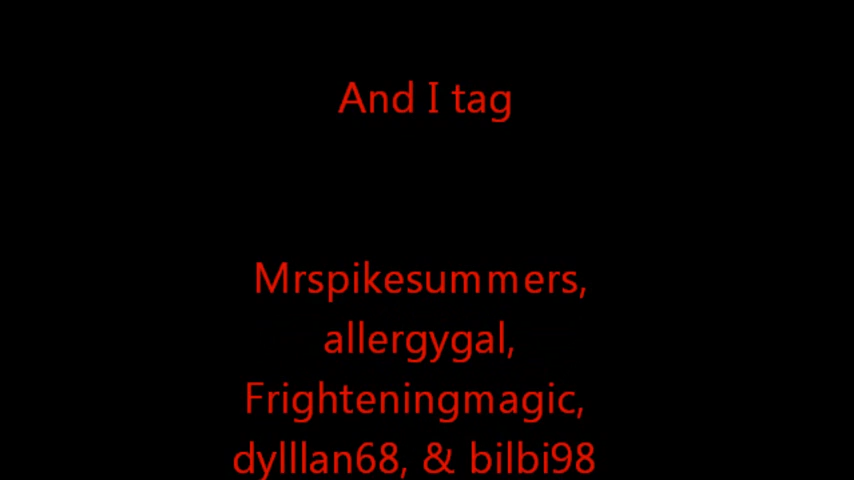 And I tag
Mrspikesummers,
allergygal,
Frighteningmagic,
dylllan68, & bilbi98